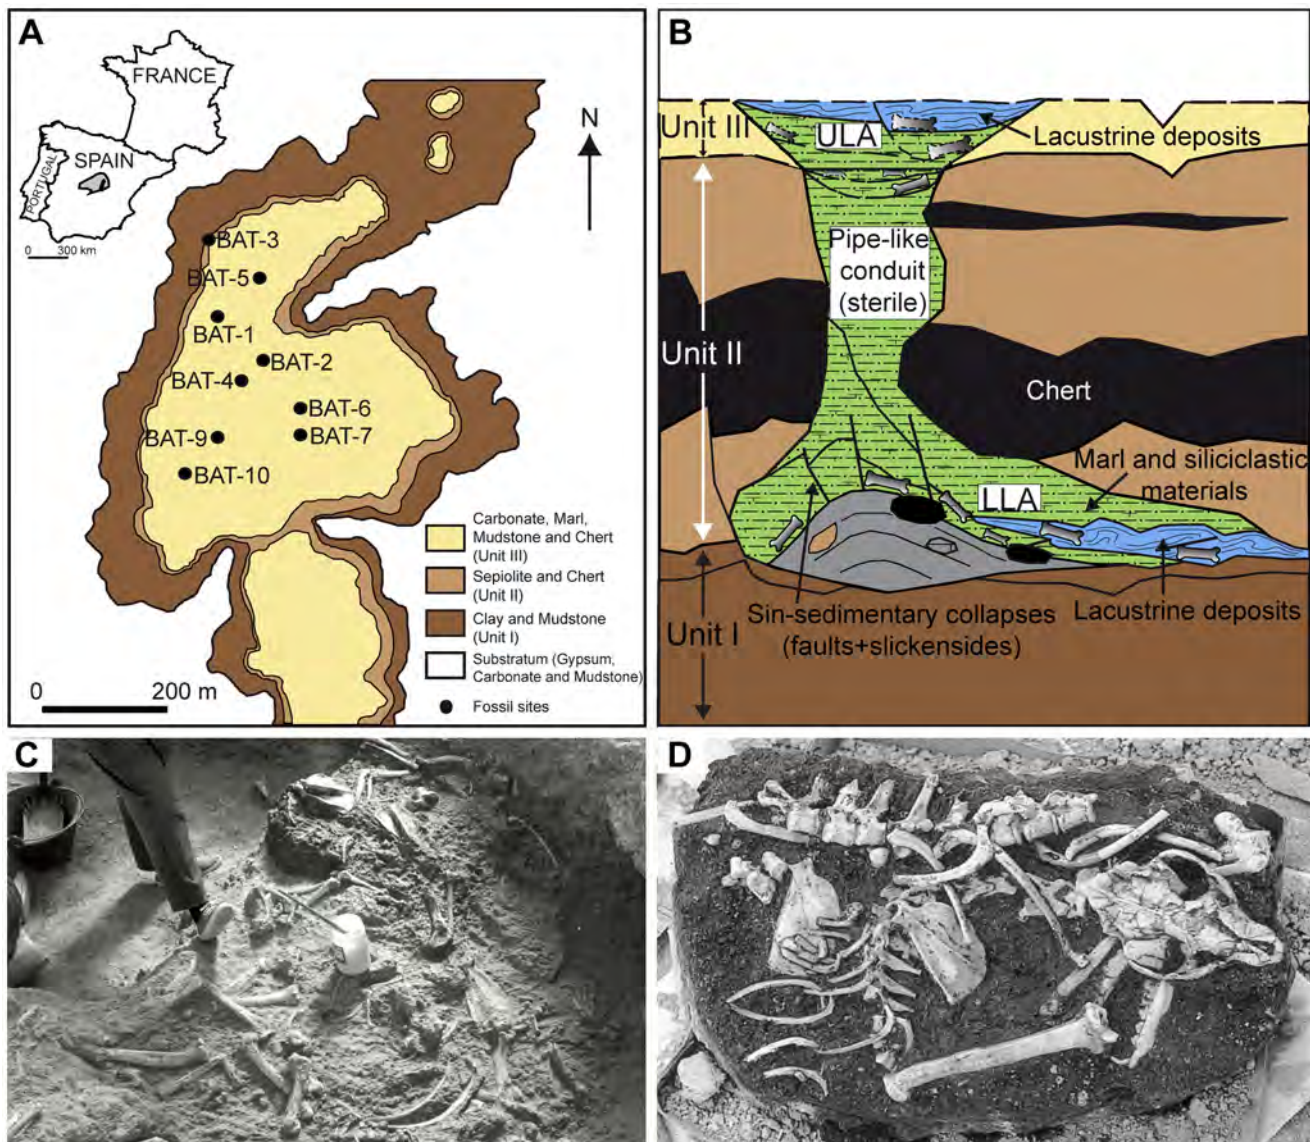 A
FRANCE
SPAIN
PORTUGAL
0 300 km
N
BAT-3
BAT-5
BAT-1
BAT-2
BAT-4
BAT-6
BAT-9
BAT-7
BAT-10
Carbonate, Marl,
Mudstone and Chert
(Unit III)
Sepiolite and Chert
(Unit II)
Clay and Mudstone
(Unit I)
Substratum (Gypsum,
Carbonate and Mudstone)
Fossil sites
0 200 m
B
Unit III
ULA
Lacustrine deposits
Pipe-like
conduit
(sterile)
Unit II
Chert
Marl and siliciclastic
materials
LLA
Sin-sedimentary collapses
(faults+slickensides)
Lacustrine deposits
Unit I
C
D